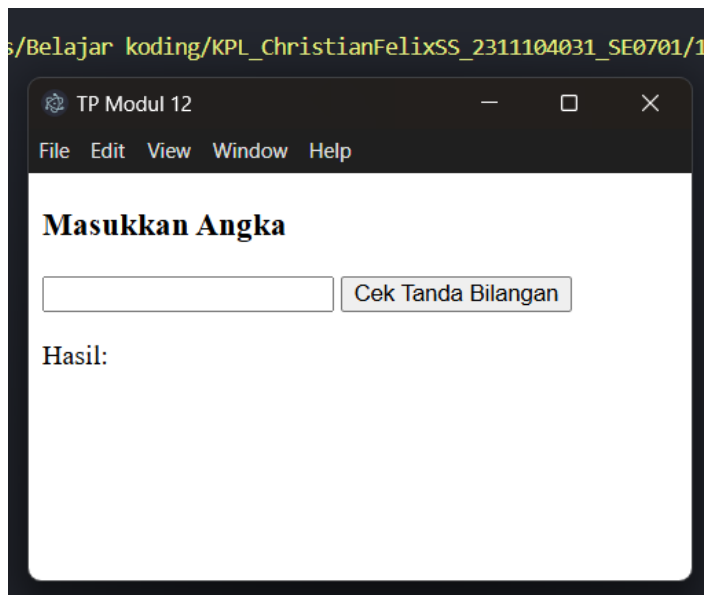 s/Belajar koding/KPL_ChristianFelixSS_2311104031_SE0701/1
TP Modul 12
File Edit View Window Help
Masukkan Angka
Cek Tanda Bilangan
Hasil: